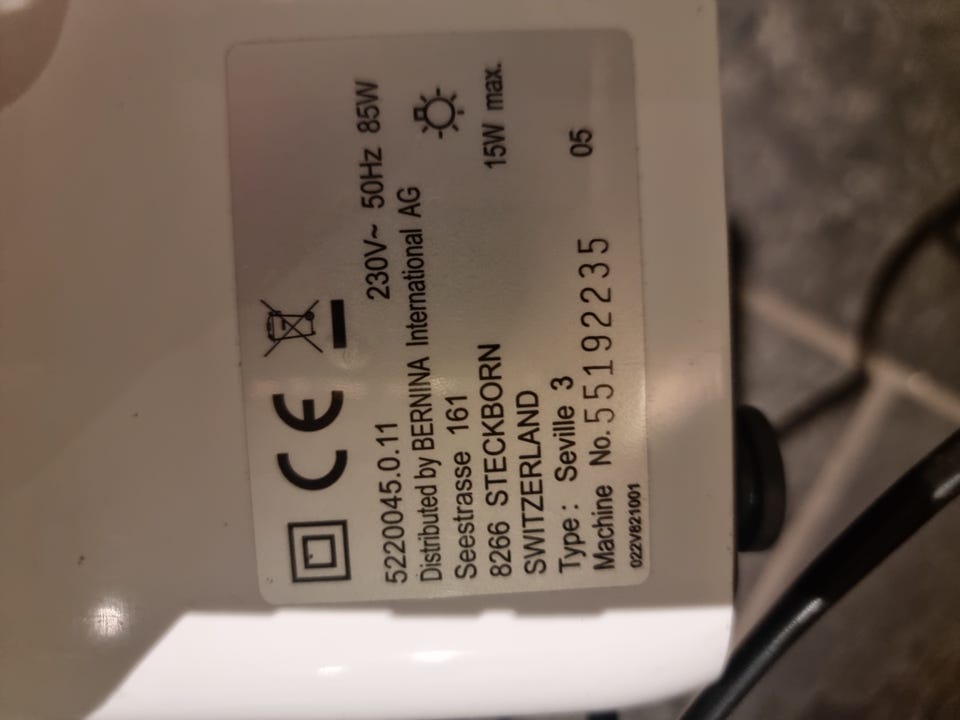 CE
5220045.0.11
230V~ 50Hz 85W
Distributed by BERNINA International AG
Seestrasse 161
8266 STECKBORN
15W max.
SWITZERLAND
Type: Seville 3
05
Machine No. 55192235
022V821001